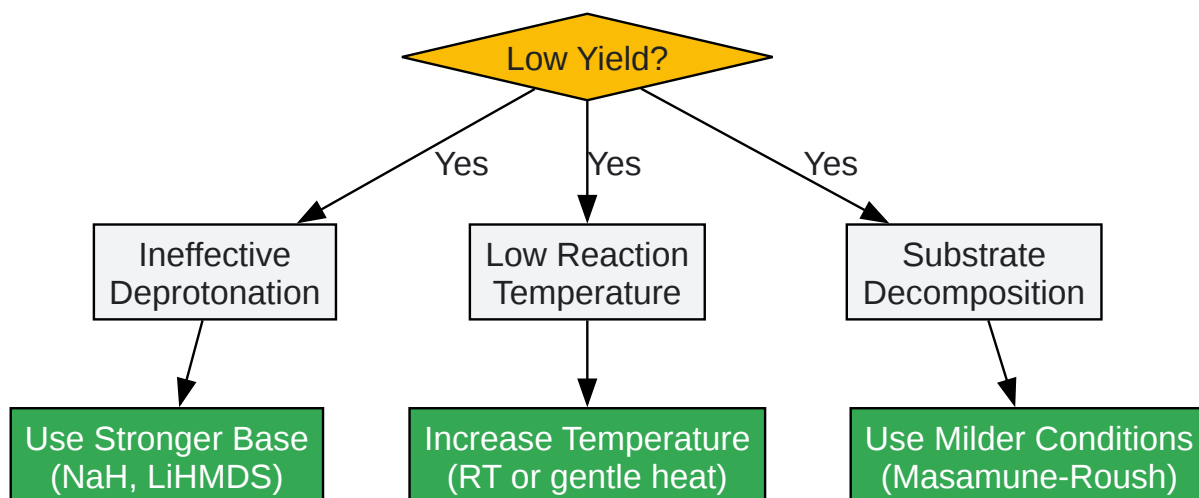 Low Yield?
Yes
Yes
Yes
Ineffective
Deprotonation
Low Reaction
Temperature
Substrate
Decomposition
Use Stronger Base
(NaH, LiHMDS)
Increase Temperature
(RT or gentle heat)
Use Milder Conditions
(Masamune-Roush)